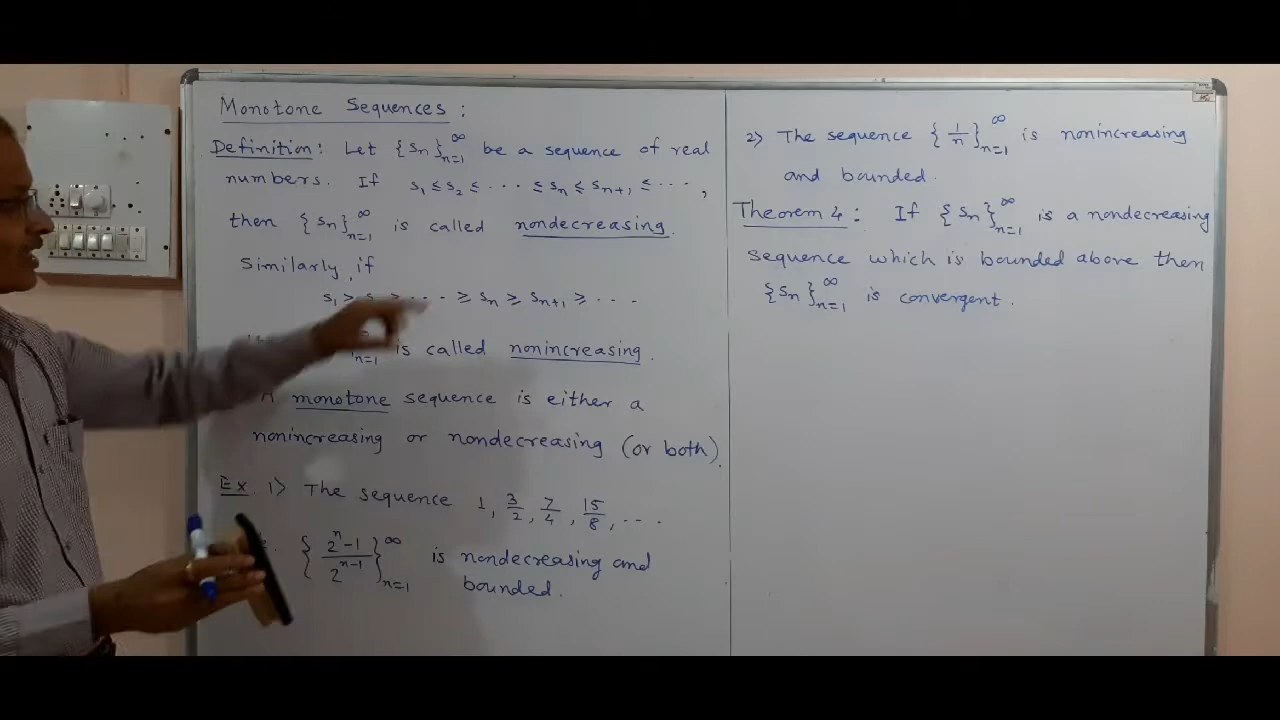 Monotone Sequences:
Definition: Let {sₙ}ₙ₌₁^∞ be a sequence of real
numbers. If s₁ ≤ s₂ ≤ ··· ≤ sₙ ≤ sₙ₊₁ ≤ ···,
then {sₙ}ₙ₌₁^∞ is called nondecreasing.
Similarly, if
s₁ ≥ s ≥ ··· ≥ sₙ ≥ sₙ₊₁ ≥ ···
ₙ₌₁^∞ is called nonincreasing.
A monotone sequence is either a
nonincreasing or nondecreasing (or both).
Ex 1> The sequence 1, 3/2, 7/4, 15/8, ···
{(2ⁿ-1)/(2ⁿ⁻¹)}ₙ₌₁^∞ is nondecreasing and
bounded.
2> The sequence {1/n}ₙ₌₁^∞ is nonincreasing
and bounded.
Theorem 4: If {sₙ}ₙ₌₁^∞ is a nondecreasing
sequence which is bounded above then
{sₙ}ₙ₌₁^∞ is convergent.